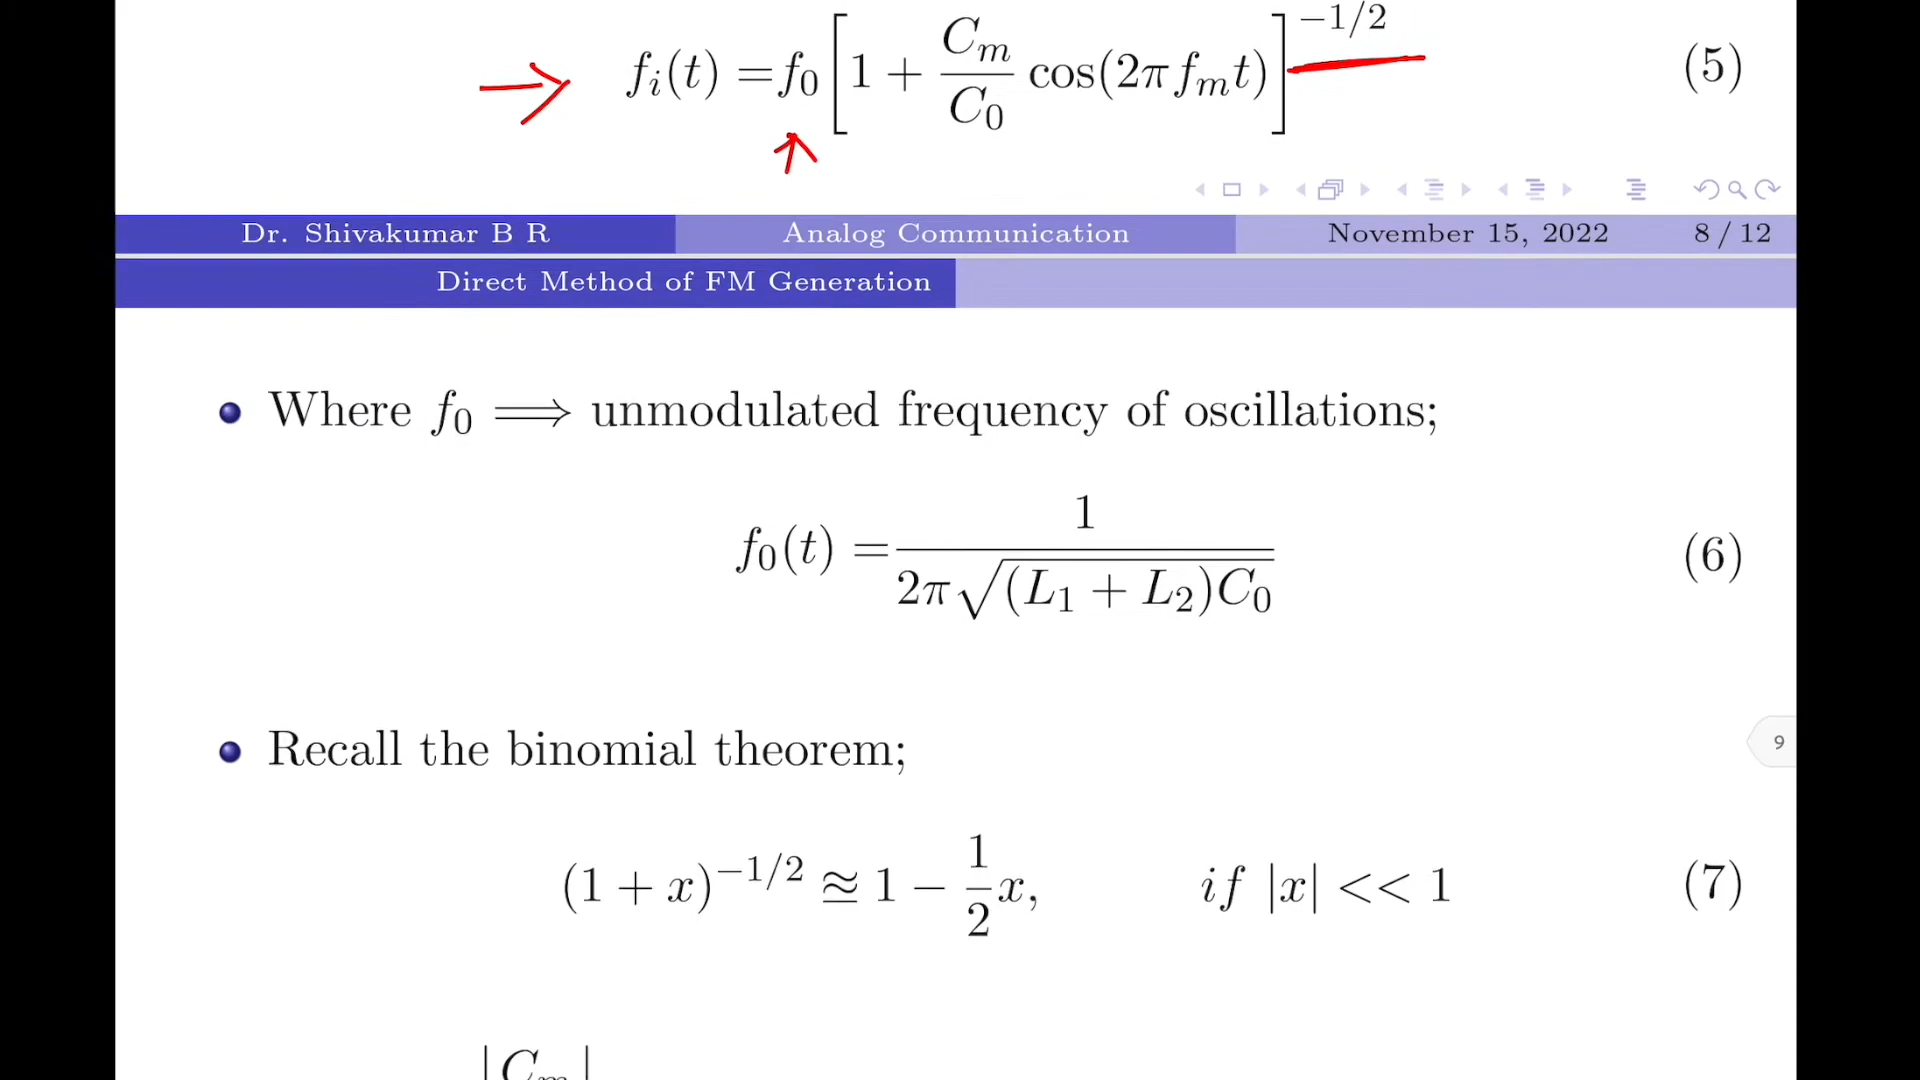 f_i(t) = f_0 [1 + C_m/C_0 cos(2πf_m t)]^{−1/2} (5)
Dr. Shivakumar B R Analog Communication November 15, 2022 8 / 12
Direct Method of FM Generation
Where f_0 ⟹ unmodulated frequency of oscillations;
f_0(t) = 1/(2π√((L_1 + L_2)C_0)) (6)
Recall the binomial theorem;
9
(1 + x)^{−1/2} ≊ 1 − 1/2 x, if |x| << 1 (7)
|C_m|